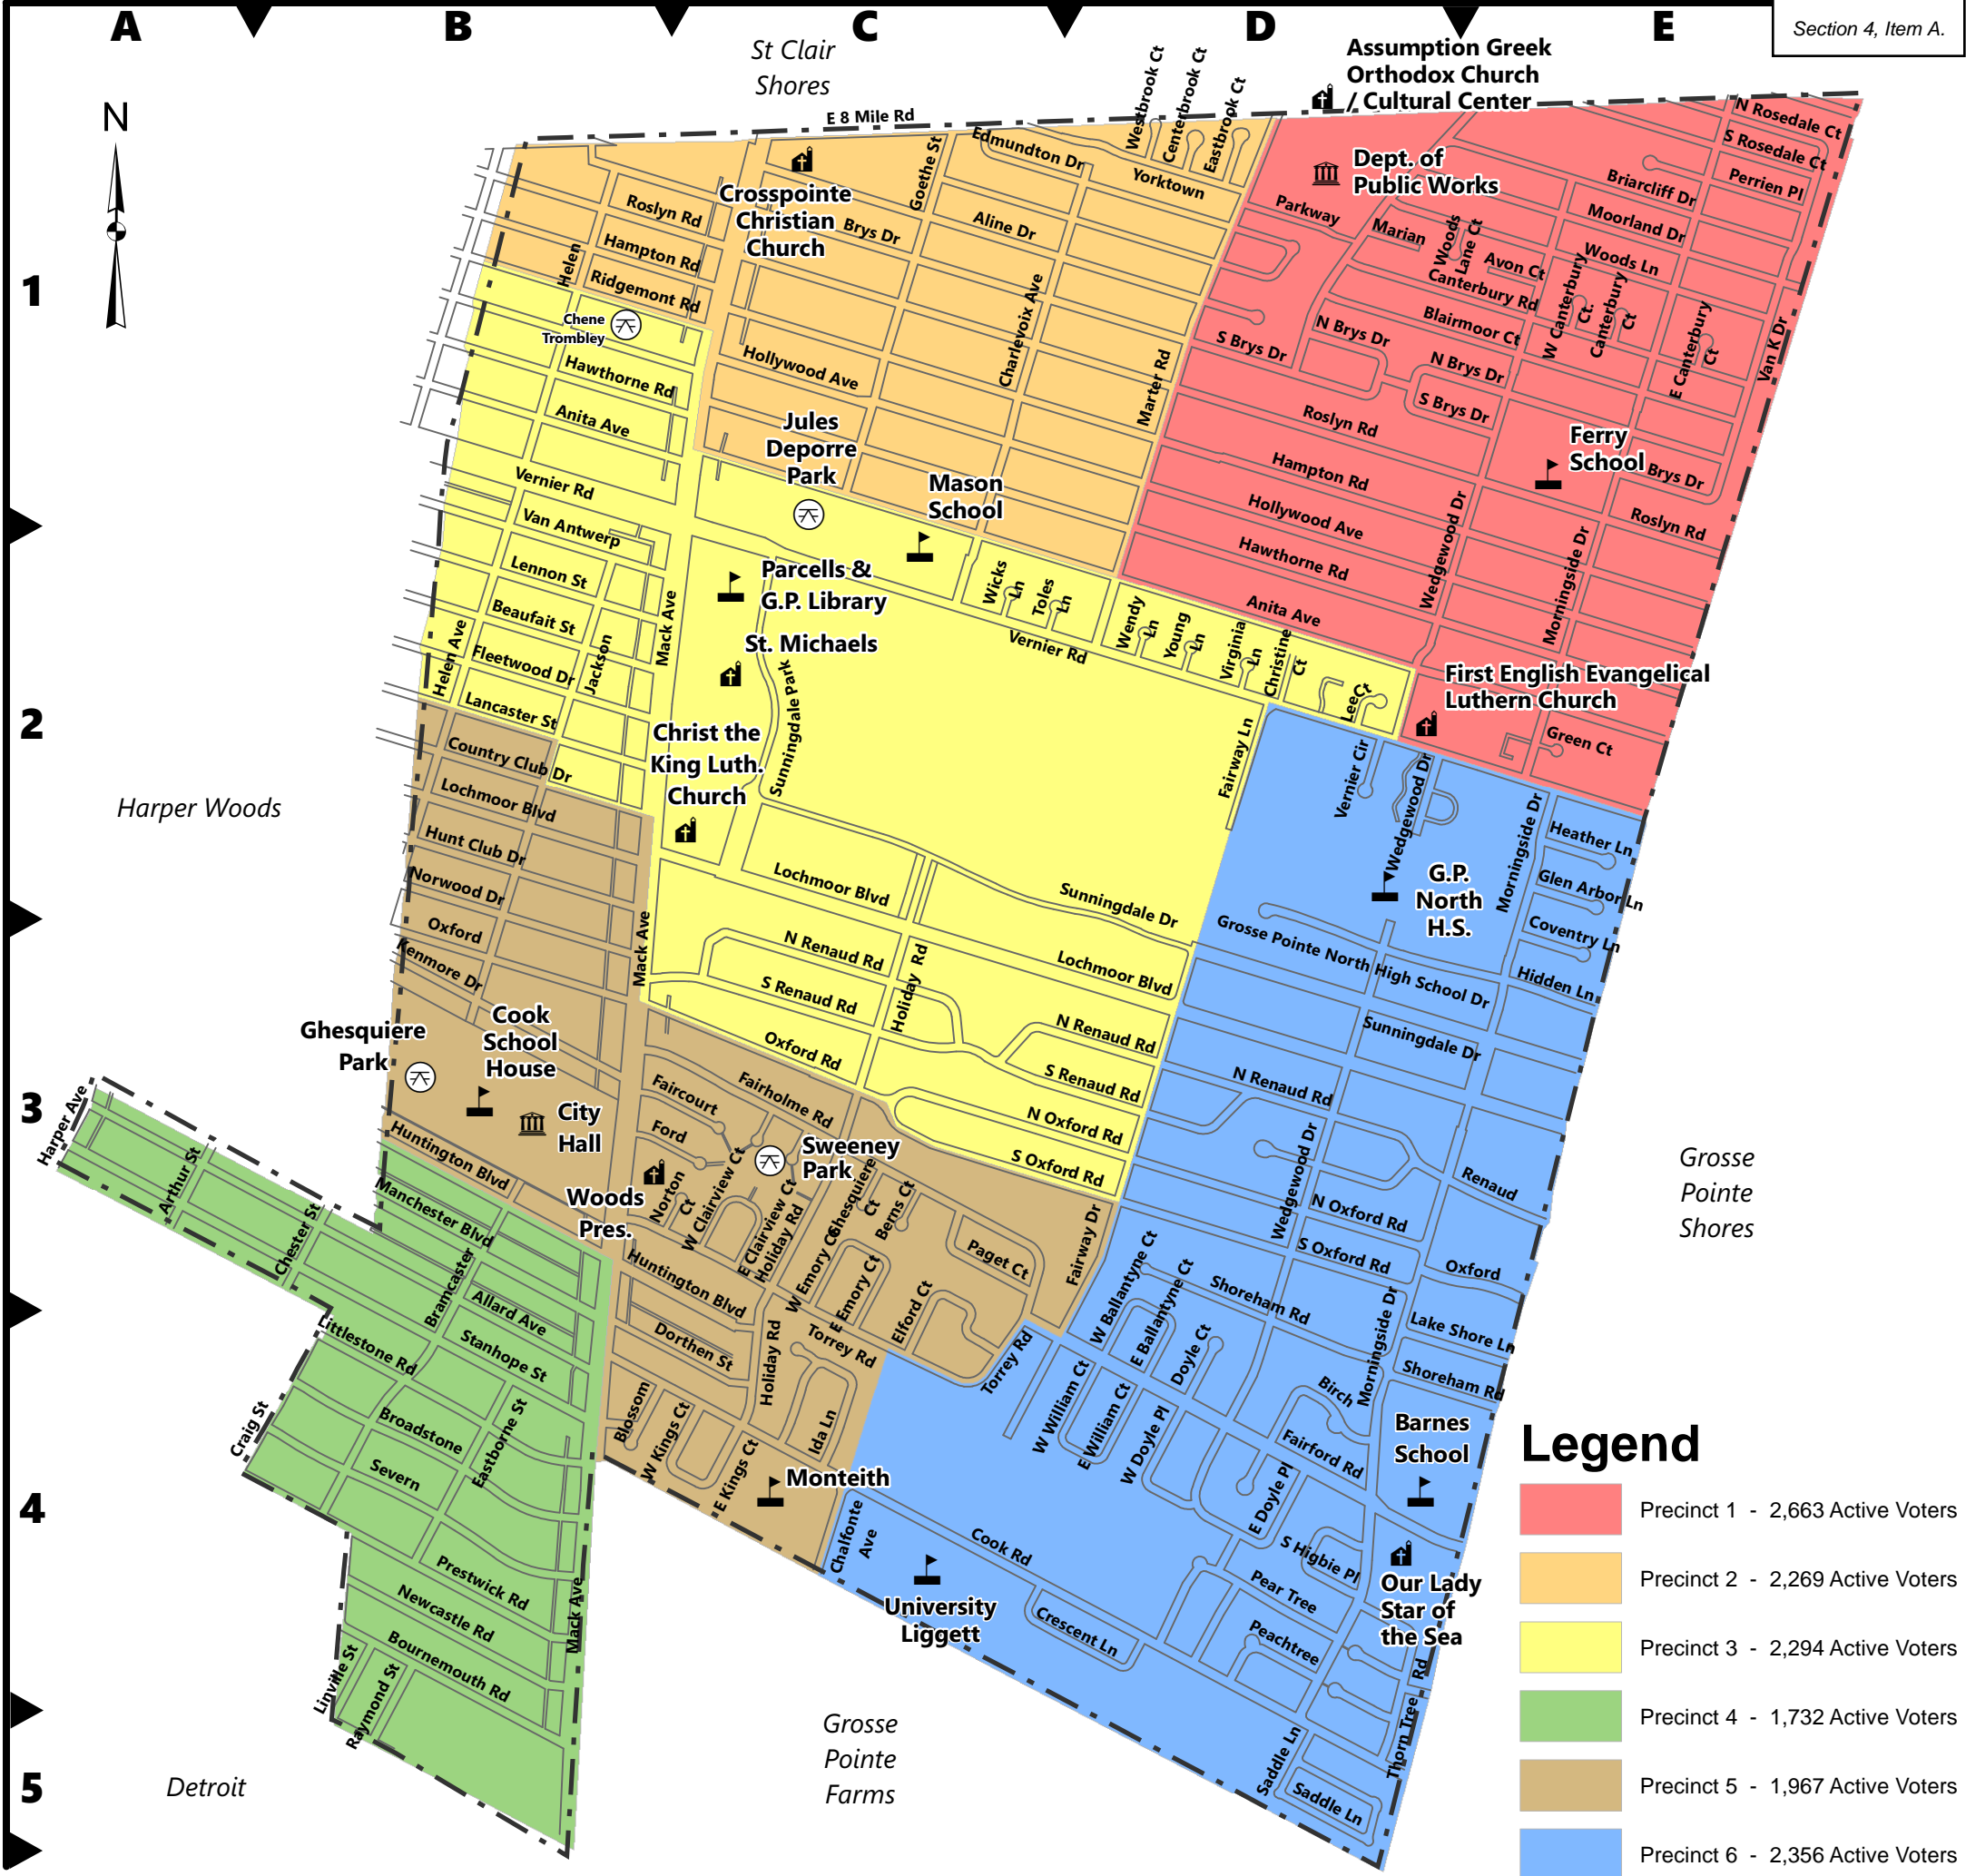 A
B
C
D
E
Section 4, Item A.
1
2
3
4
5
N
St Clair
Shores
Harper Woods
Detroit
Grosse
Pointe
Farms
Grosse
Pointe
Shores
E 8 Mile Rd
Assumption Greek
Orthodox Church
/ Cultural Center
Dept. of
Public Works
Crosspointe
Christian
Church
Goethe St
Edmundton Dr
Westbrook Ct
Centerbrook Ct
Eastbrook Ct
Yorktown
Roslyn Rd
Hampton Rd
Ridgemont Rd
Helen
Brys Dr
Aline Dr
Charlevoix Ave
Hollywood Ave
Marter Rd
Parkway
Marian
Woods
Lane Ct
Avon Ct
Canterbury Rd
Blairmoor Ct
N Rosedale Ct
S Rosedale Ct
Perrien Pl
Briarcliff Dr
Moorland Dr
Woods Ln
W Canterbury
Ct.
Canterbury
Ct
E Canterbury
Ct
Van K Dr
S Brys Dr
N Brys Dr
N Brys Dr
S Brys Dr
Roslyn Rd
Hampton Rd
Hollywood Ave
Hawthorne Rd
Anita Ave
Wedgewood Dr
Morningside Dr
Ferry
School
Brys Dr
Roslyn Rd
First English Evangelical
Luthern Church
Green Ct
Chene
Trombley
Hawthorne Rd
Anita Ave
Vernier Rd
Van Antwerp
Lennon St
Beaufait St
Fleetwood Dr
Lancaster St
Helen Ave
Jackson
Mack Ave
Jules
Deporre
Park
Mason
School
Parcells &
G.P. Library
St. Michaels
Sunningdale Park
Christ the
King Luth.
Church
Wicks
Ln
Toles
Ln
Vernier Rd
Wendy
Ln
Young
Ln
Virginia
Ln
Christine
Ct
Lee Ct
Fairway Ln
Lochmoor Blvd
Sunningdale Dr
N Renaud Rd
S Renaud Rd
Holiday Rd
Lochmoor Blvd
N Renaud Rd
S Renaud Rd
Oxford Rd
N Oxford Rd
S Oxford Rd
Country Club Dr
Lochmoor Blvd
Hunt Club Dr
Norwood Dr
Oxford
Kenmore Dr
Mack Ave
Ghesquiere
Park
Cook
School
House
City
Hall
Huntington Blvd
Faircourt
Fairholme Rd
Ford
Sweeney
Park
Woods
Pres.
Norton
Ct
W Clairview Ct
E Clairview Ct
Holiday Rd
Ghesquiere
Ct
Berns Ct
W Emory Ct
E Emory Ct
Elford Ct
Paget Ct
Fairway Dr
Huntington Blvd
Dorthen St
Holiday Rd
Torrey Rd
Torrey Rd
Ida Ln
Blossom
W Kings Ct
E Kings Ct
Monteith
Vernier Cir
Wedgewood Dr
G.P.
North
H.S.
Morningside Dr
Heather Ln
Glen Arbor Ln
Coventry Ln
Hidden Ln
Grosse Pointe North High School Dr
Sunningdale Dr
N Renaud Rd
Wedgewood Dr
Renaud
N Oxford Rd
S Oxford Rd
Oxford
Shoreham Rd
Lake Shore Ln
Shoreham Rd
Morningside Dr
Birch
W Ballantyne Ct
E Ballantyne Ct
Doyle Ct
W William Ct
E William Ct
W Doyle Pl
E Doyle Pl
Fairford Rd
Barnes
School
S Higbie Pl
Our Lady
Star of
the Sea
Pear Tree
Peachtree
Thorn Tree Rd
Saddle Ln
Saddle Ln
Chalfonte
Ave
Cook Rd
University
Liggett
Crescent Ln
Harper Ave
Arthur St
Chester St
Manchester Blvd
Bramcaster
Allard Ave
Stanhope St
Littlestone Rd
Craig St
Broadstone
Severn
Eastborne St
Prestwick Rd
Newcastle Rd
Bournemouth Rd
Mack Ave
Linville St
Raymond St
Legend
Precinct 1 - 2,663 Active Voters
Precinct 2 - 2,269 Active Voters
Precinct 3 - 2,294 Active Voters
Precinct 4 - 1,732 Active Voters
Precinct 5 - 1,967 Active Voters
Precinct 6 - 2,356 Active Voters